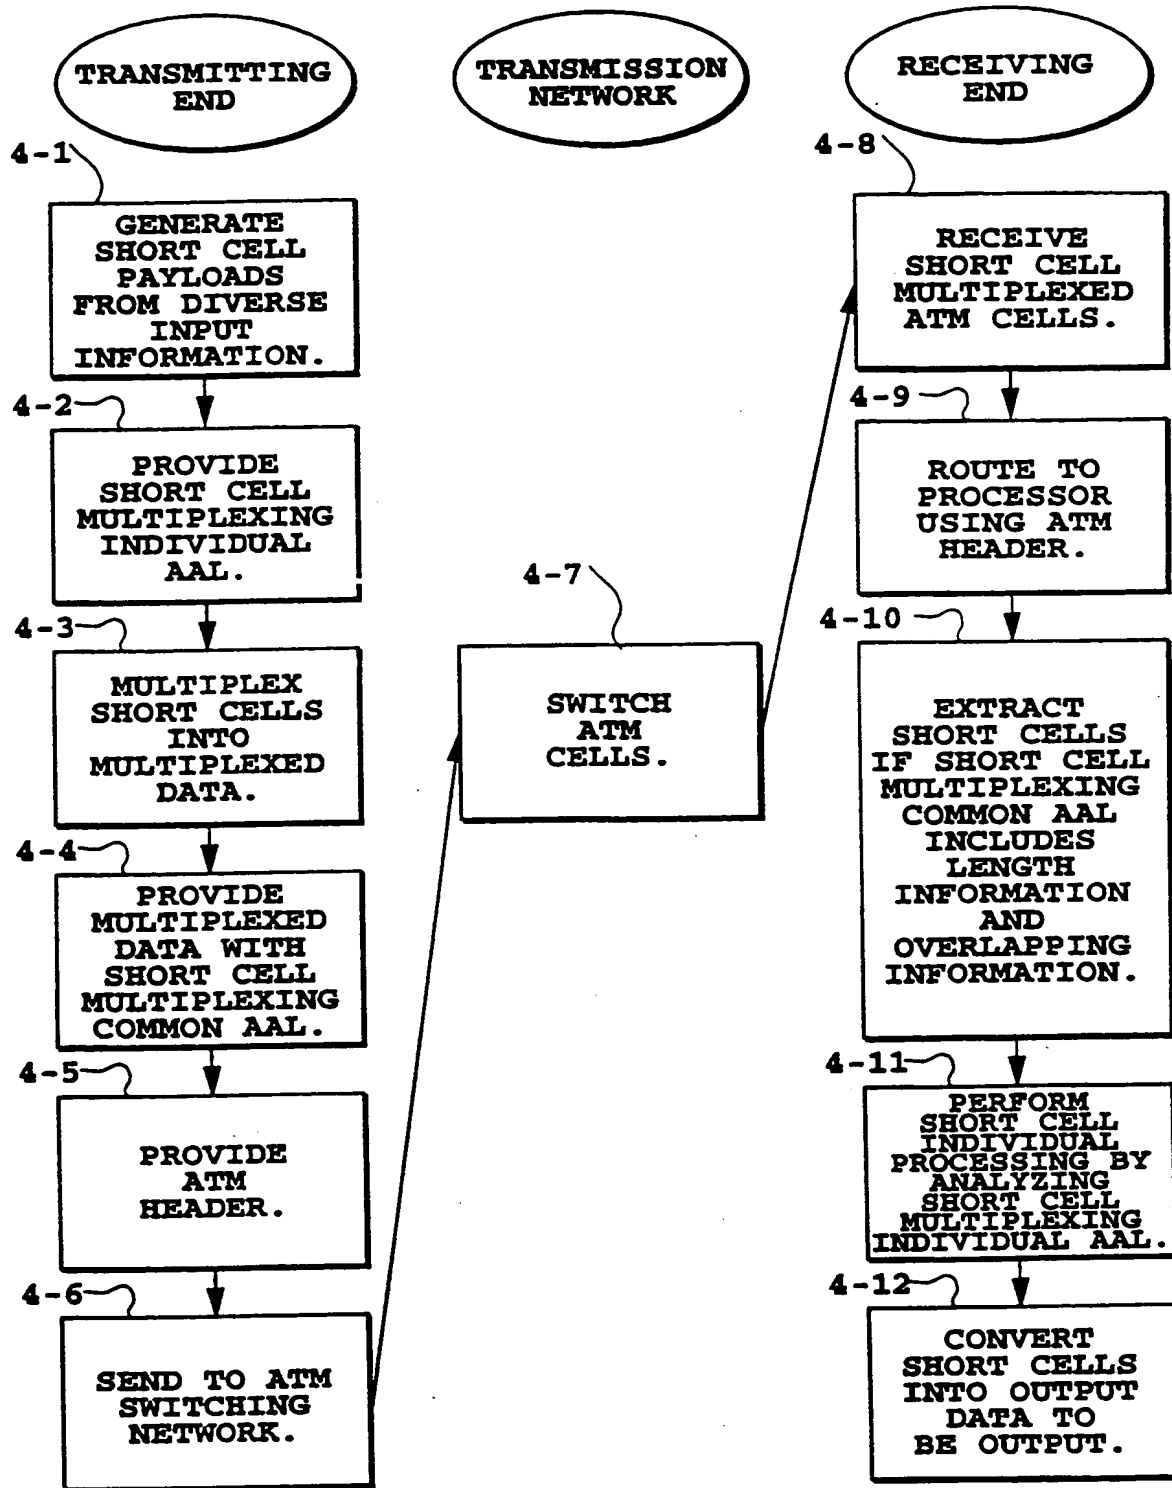 TRANSMITTING
END
4-1
GENERATE
SHORT CELL
PAYLOADS
FROM DIVERSE
INPUT
INFORMATION.
4-2
PROVIDE
SHORT CELL
MULTIPLEXING
INDIVIDUAL
AAL.
4-3
MULTIPLEX
SHORT CELLS
INTO
MULTIPLEXED
DATA.
4-4
PROVIDE
MULTIPLEXED
DATA WITH
SHORT CELL
MULTIPLEXING
COMMON AAL.
4-5
PROVIDE
ATM
HEADER.
4-6
SEND TO ATM
SWITCHING
NETWORK.
TRANSMISSION
NETWORK
4-7
SWITCH
ATM
CELLS.
RECEIVING
END
4-8
RECEIVE
SHORT CELL
MULTIPLEXED
ATM CELLS.
4-9
ROUTE TO
PROCESSOR
USING ATM
HEADER.
4-10
EXTRACT
SHORT CELLS
IF SHORT CELL
MULTIPLEXING
COMMON AAL
INCLUDES
LENGTH
INFORMATION
AND
OVERLAPPING
INFORMATION.
4-11
PERFORM
SHORT CELL
INDIVIDUAL
PROCESSING BY
ANALYZING
SHORT CELL
MULTIPLEXING
INDIVIDUAL AAL.
4-12
CONVERT
SHORT CELLS
INTO OUTPUT
DATA TO
BE OUTPUT.